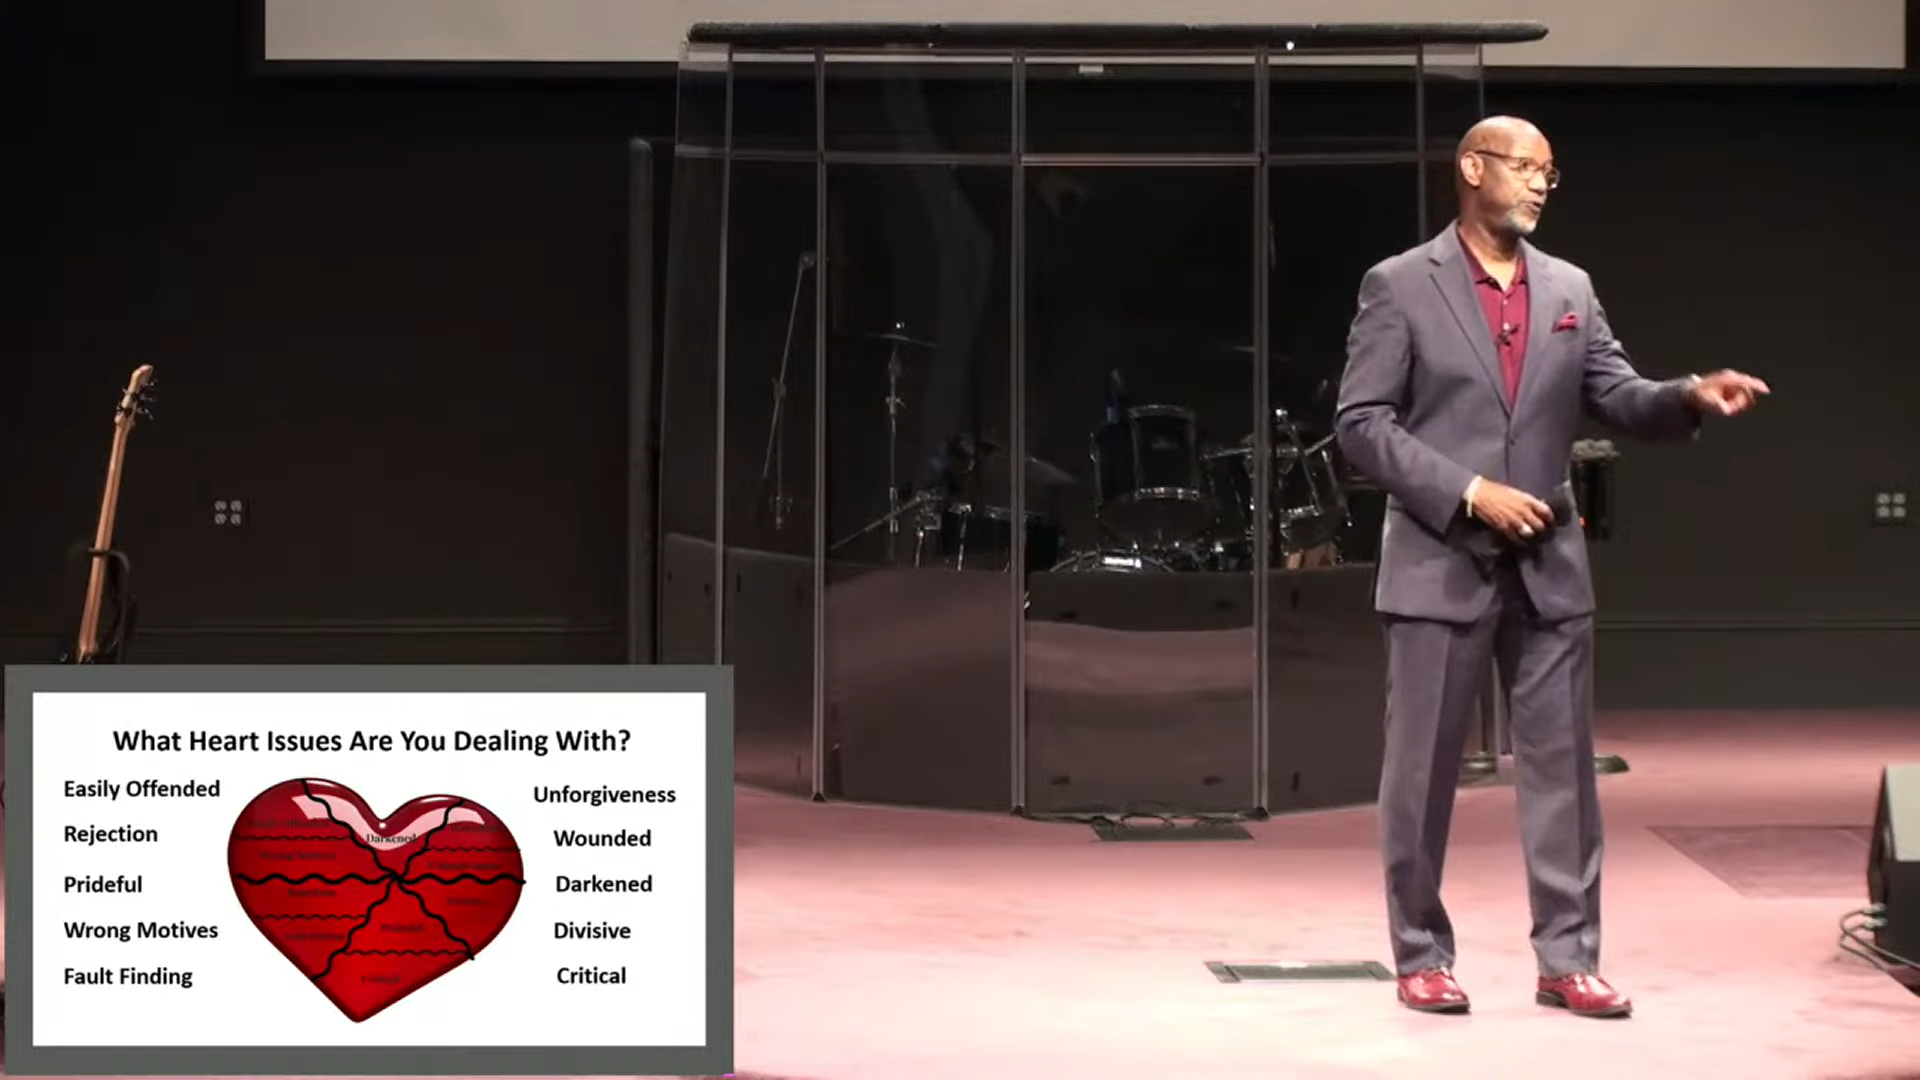 What Heart Issues Are You Dealing With?
Easily Offended
Rejection
Prideful
Wrong Motives
Fault Finding
Darkened
Unforgiveness
Wounded
Darkened
Divisive
Critical